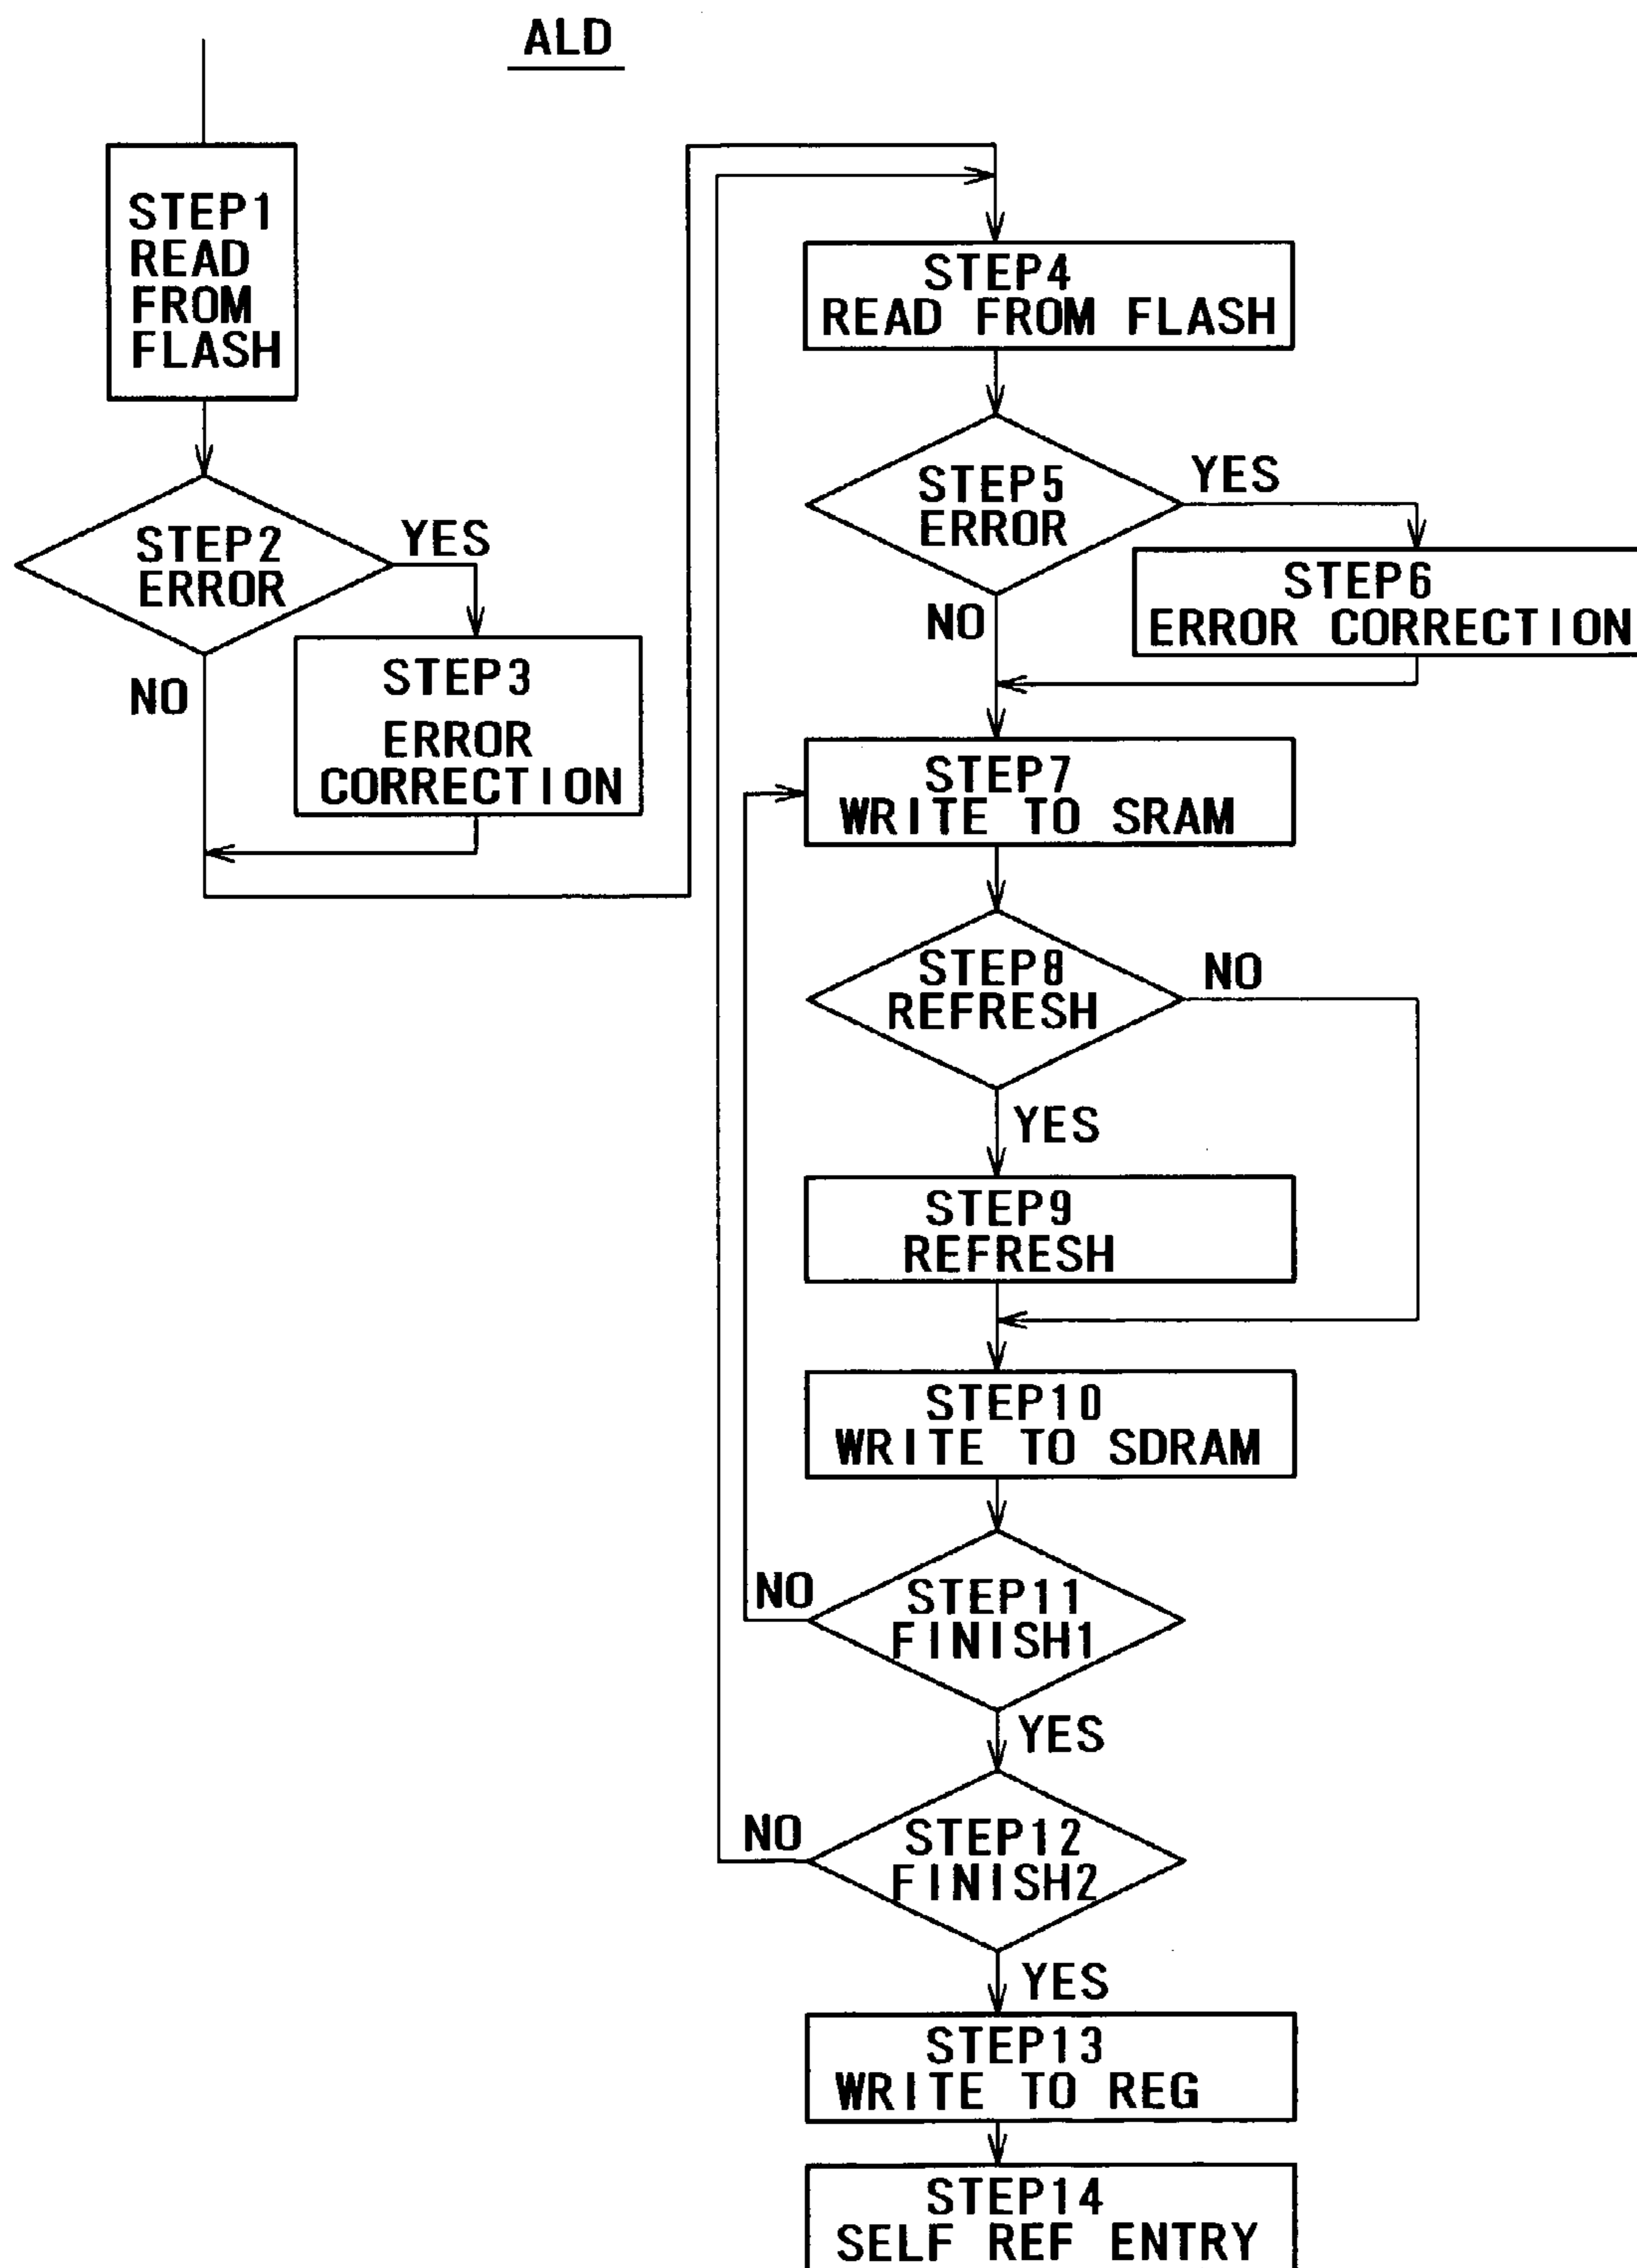 ALD
STEP1
READ
FROM
FLASH
STEP2
ERROR
YES
NO
STEP3
ERROR
CORRECTION
STEP4
READ FROM FLASH
STEP5
ERROR
YES
NO
STEP6
ERROR CORRECTION
STEP7
WRITE TO SRAM
STEP8
REFRESH
NO
YES
STEP9
REFRESH
STEP10
WRITE TO SDRAM
STEP11
FINISH1
NO
YES
STEP12
FINISH2
NO
YES
STEP13
WRITE TO REG
STEP14
SELF REF ENTRY